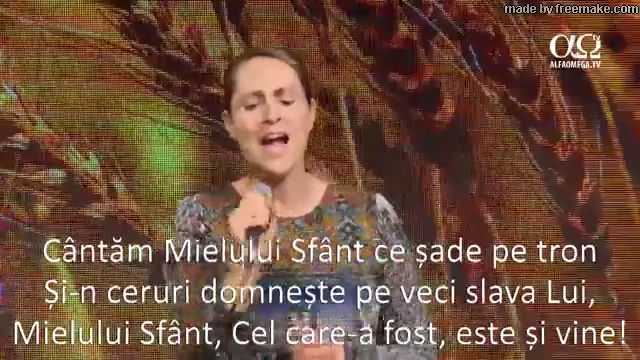 made by freemake.com
ALFAOMEGA.TV
Cântăm Mielului Sfânt ce șade pe tron
Și-n ceruri domnește pe veci slava Lui,
Mielului Sfânt, Cel care-a fost, este și vine!